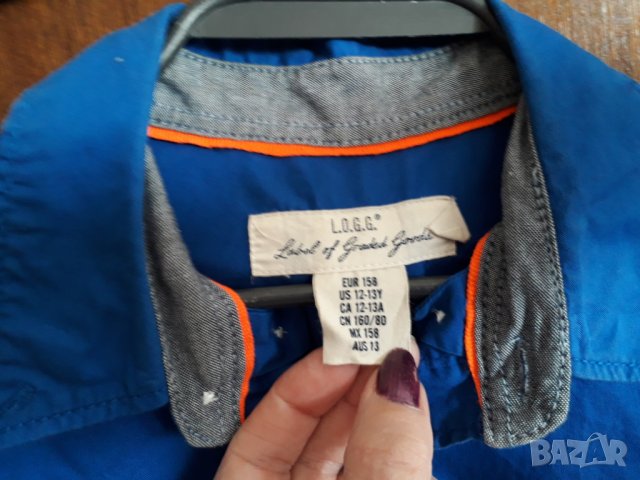 L.O.G.G.®
Label of Graded Goods
EUR 158
US 12-13Y
CA 12-13A
CN 160/80
MX 158
AUS 13
BAZAR